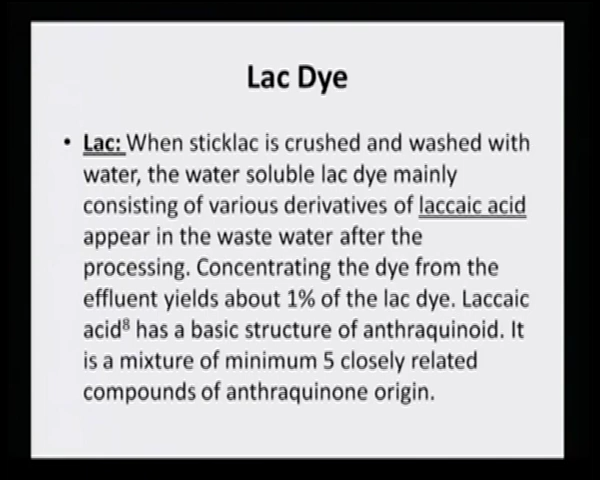 Lac Dye
• Lac: When sticklac is crushed and washed with
water, the water soluble lac dye mainly
consisting of various derivatives of laccaic acid
appear in the waste water after the
processing. Concentrating the dye from the
effluent yields about 1% of the lac dye. Laccaic
acid⁸ has a basic structure of anthraquinoid. It
is a mixture of minimum 5 closely related
compounds of anthraquinone origin.